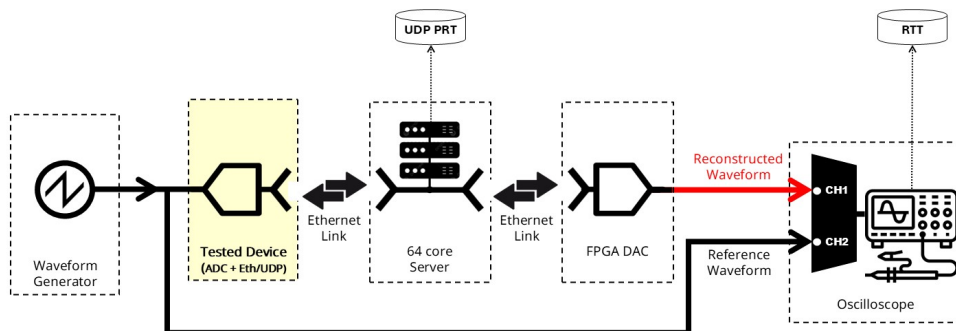 UDP PRT
RTT
Waveform
Generator
Tested Device
(ADC + Eth/UDP)
Ethernet
Link
64 core
Server
Ethernet
Link
FPGA DAC
Reconstructed
Waveform
Reference
Waveform
CH1
CH2
Oscilloscope